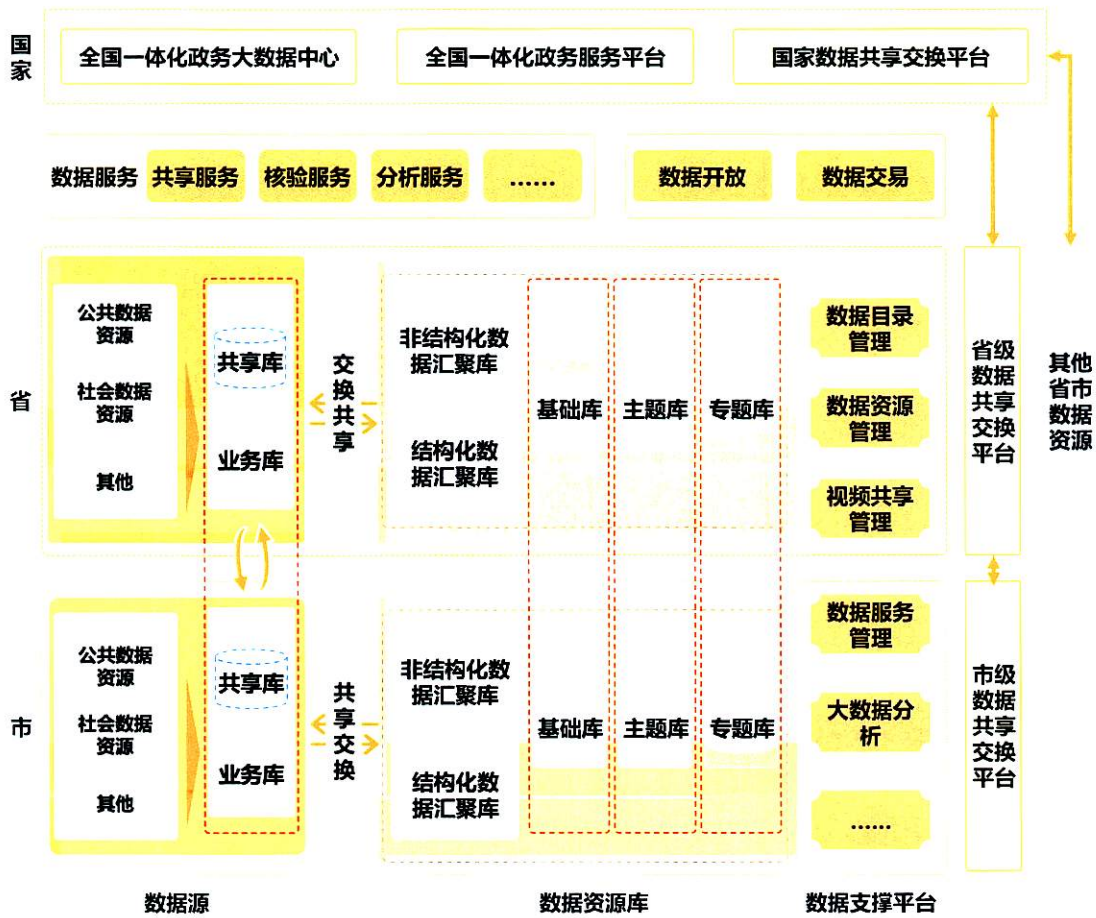 国家
全国一体化政务大数据中心
全国一体化政务服务平台
国家数据共享交换平台
数据服务
共享服务
核验服务
分析服务
......
数据开放
数据交易
省
公共数据
资源
社会数据
资源
其他
共享库
业务库
交换共享
非结构化数
据汇聚库
结构化数
据汇聚库
基础库
主题库
专题库
数据目录
管理
数据资源
管理
视频共享
管理
省级数据共享交换平台
其他省市数据资源
市
公共数据
资源
社会数据
资源
其他
共享库
业务库
共享交换
非结构化数
据汇聚库
结构化数
据汇聚库
基础库
主题库
专题库
数据服务
管理
大数据分
析
......
市级数据共享交换平台
数据源
数据资源库
数据支撑平台